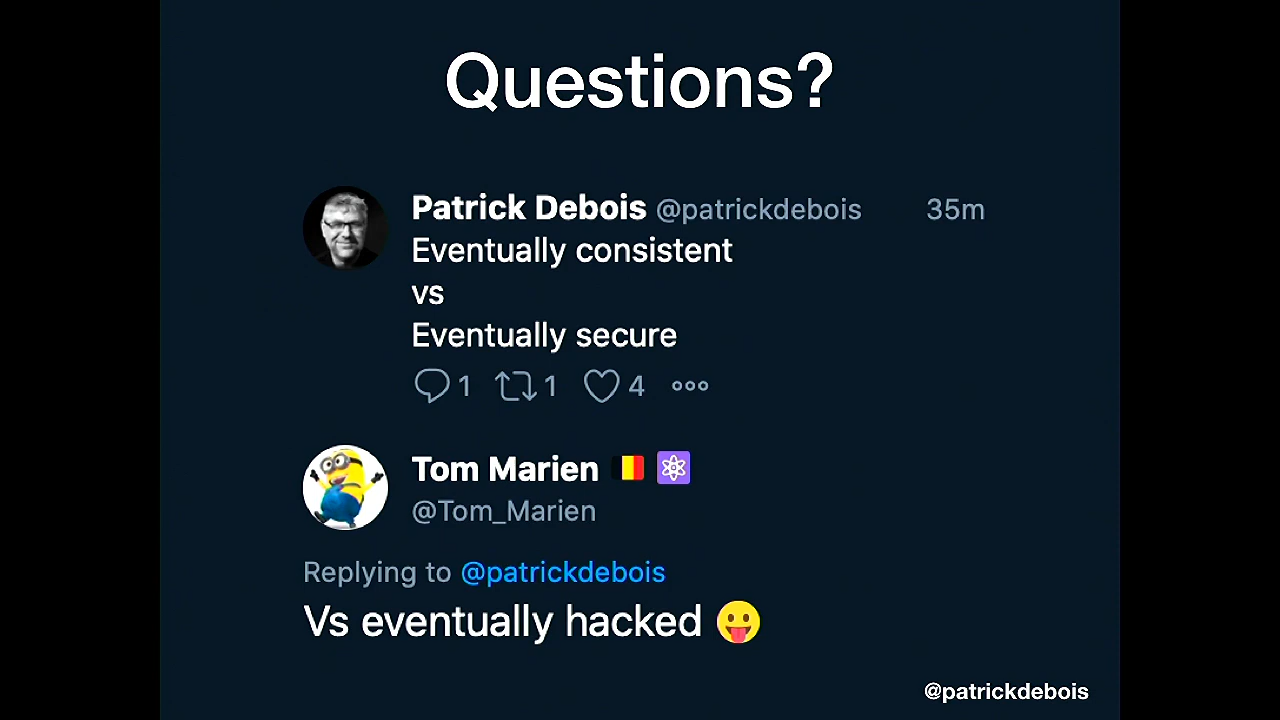 Questions?
Patrick Debois @patrickdebois 35m
Eventually consistent
vs
Eventually secure
1 1 4
Tom Marien 🇧🇪 ⚛️
@Tom_Marien
Replying to @patrickdebois
Vs eventually hacked 😛
@patrickdebois